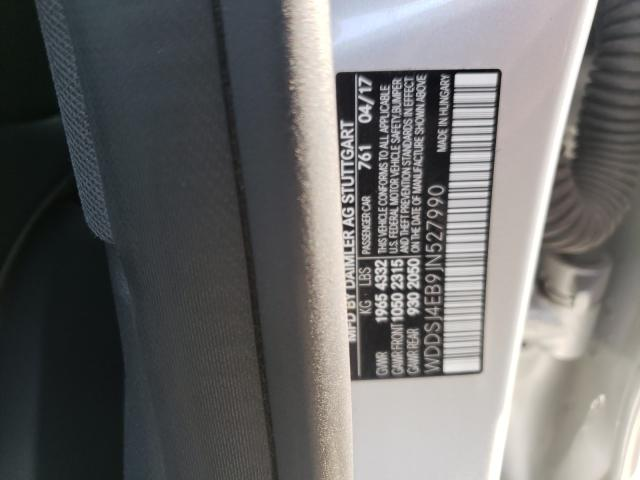 MFD BY DAIMLER AG STUTTGART
KG LBS PASSENGER CAR 761 04/17
GVWR 1965 4332
GAWR FRONT 1050 2315
GAWR REAR 930 2050
THIS VEHICLE CONFORMS TO ALL APPLICABLE
U.S. FEDERAL MOTOR VEHICLE SAFETY, BUMPER
AND THEFT PREVENTION STANDARDS IN EFFECT
ON THE DATE OF MANUFACTURE SHOWN ABOVE
WDDSJ4EB9JN527990 MADE IN HUNGARY